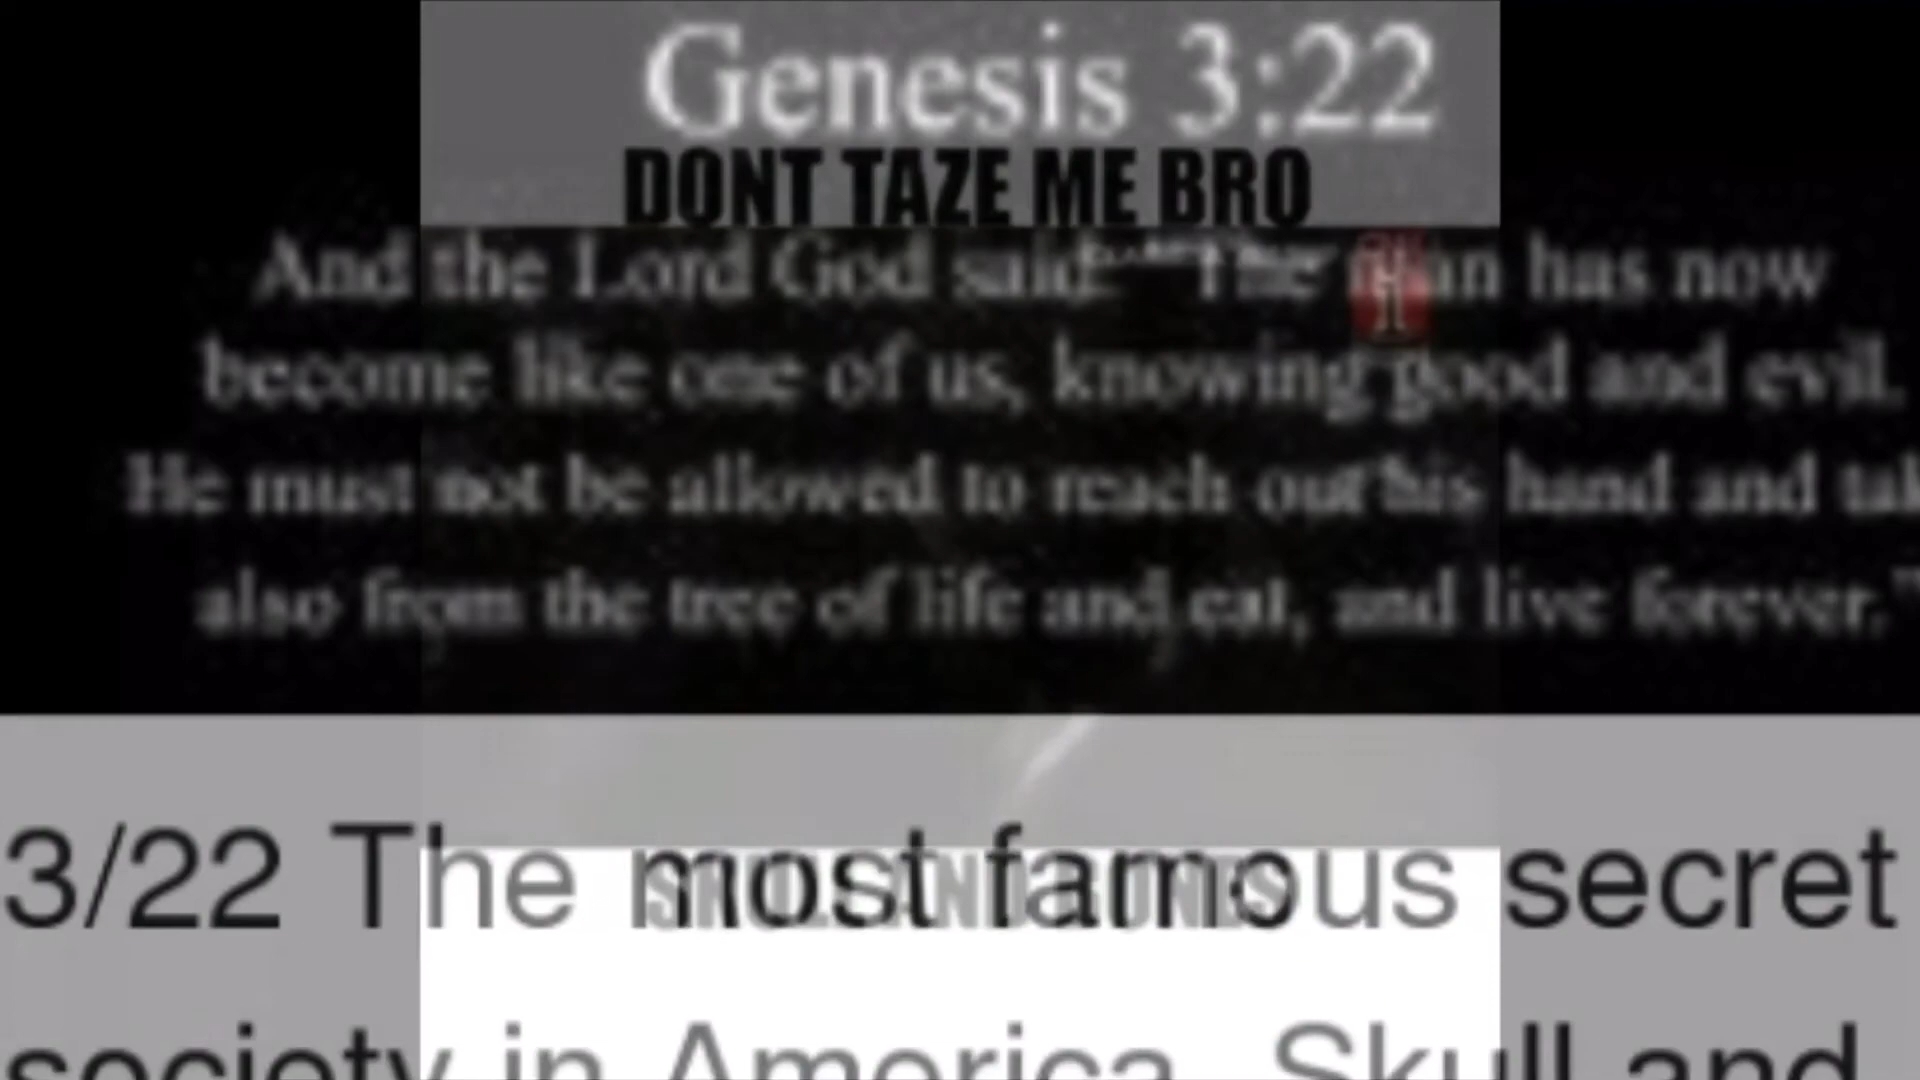 Genesis 3:22
DONT TAZE ME BRO
And the Lord God said: "The man has now
become like one of us, knowing good and evil.
He must not be allowed to reach out his hand and tak
also from the tree of life and eat, and live forever."
3/22 The most famous secret
SKULL AND BONES
society in America, Skull and